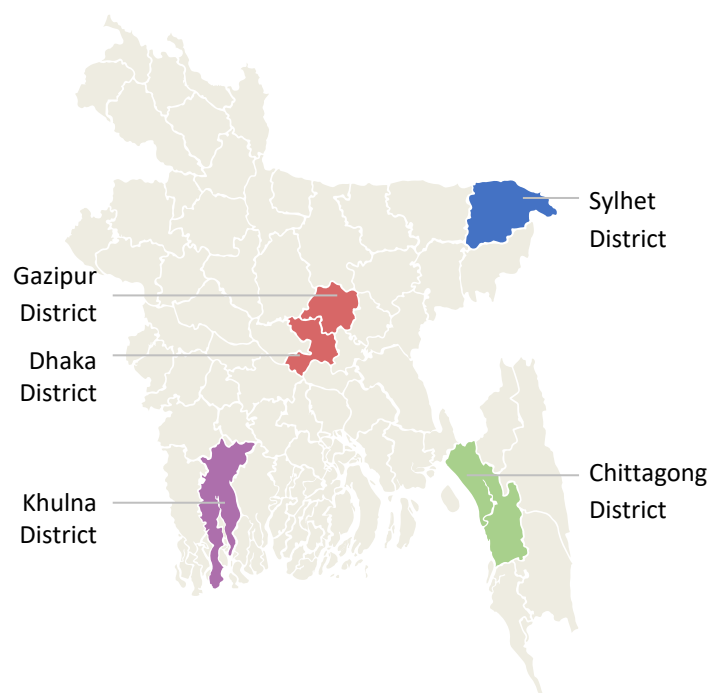 Sylhet
District
Gazipur
District
Dhaka
District
Chittagong
District
Khulna
District